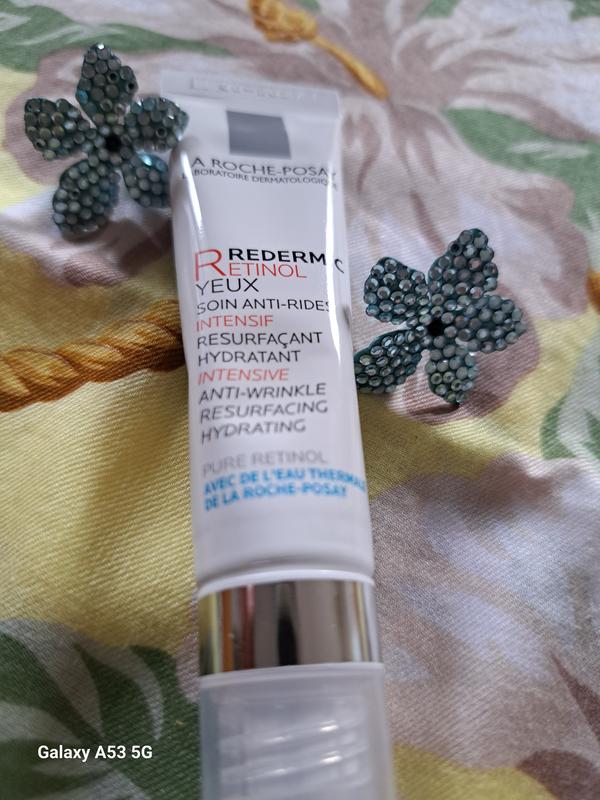 LA ROCHE-POSAY
LABORATOIRE DERMATOLOGIQUE
REDERMIC
RETINOL
YEUX
SOIN ANTI-RIDES
INTENSIF
RESURFAÇANT
HYDRATANT
INTENSIVE
ANTI-WRINKLE
RESURFACING
HYDRATING
PURE RETINOL
AVEC DE L'EAU THERMALE
DE LA ROCHE-POSAY
Galaxy A53 5G